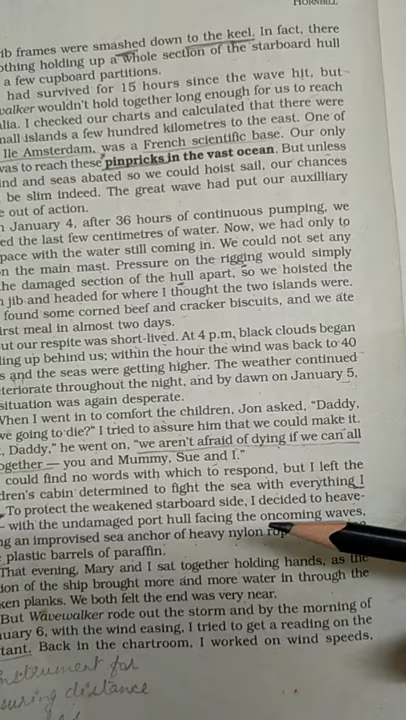 HORNBILL
ib frames were smashed down to the keel. In fact, there
othing holding up a whole section of the starboard hull
a few cupboard partitions.
had survived for 15 hours since the wave hit, but
walker wouldn't hold together long enough for us to reach
lia. I checked our charts and calculated that there were
mall islands a few hundred kilometres to the east. One of
Ile Amsterdam, was a French scientific base. Our only
was to reach these pinpricks in the vast ocean. But unless
ind and seas abated so we could hoist sail, our chances
be slim indeed. The great wave had put our auxilliary
e out of action.
n January 4, after 36 hours of continuous pumping, we
ed the last few centimetres of water. Now, we had only to
pace with the water still coming in. We could not set any
on the main mast. Pressure on the rigging would simply
the damaged section of the hull apart, so we hoisted the
n jib and headed for where I thought the two islands were.
found some corned beef and cracker biscuits, and we ate
irst meal in almost two days.
ut our respite was short-lived. At 4 p.m, black clouds began
ling up behind us; within the hour the wind was back to 40
s and the seas were getting higher. The weather continued
teriorate throughout the night, and by dawn on January 5,
situation was again desperate.
When I went in to comfort the children, Jon asked, "Daddy,
we going to die?" I tried to assure him that we could make it.
, Daddy," he went on, "we aren't afraid of dying if we can all
ogether — you and Mummy, Sue and I."
could find no words with which to respond, but I left the
dren's cabin determined to fight the sea with everything I
To protect the weakened starboard side, I decided to heave-
— with the undamaged port hull facing the oncoming waves,
ng an improvised sea anchor of heavy nylon rop
plastic barrels of paraffin.
That evening, Mary and I sat together holding hands, as the
ion of the ship brought more and more water in through the
ken planks. We both felt the end was very near.
But Wavewalker rode out the storm and by the morning of
uary 6, with the wind easing, I tried to get a reading on the
tant. Back in the chartroom, I worked on wind speeds,
nstrument for
suring distance